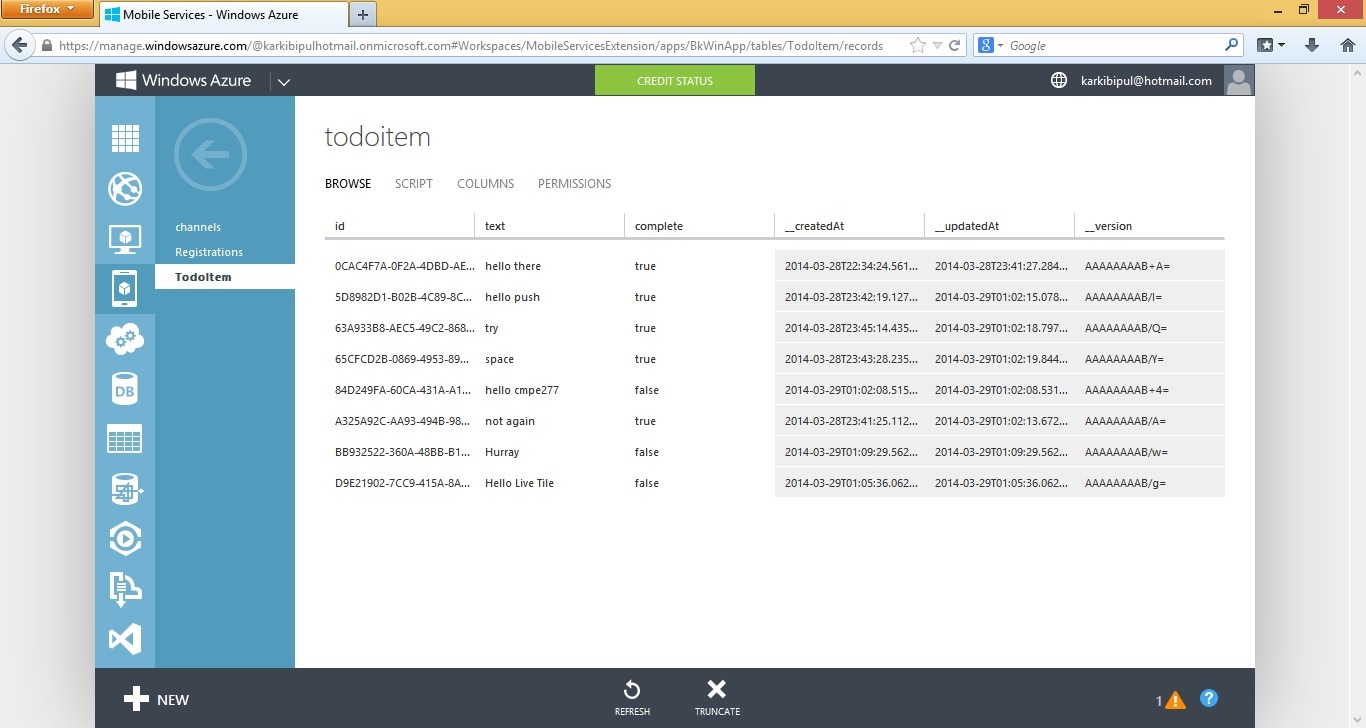 Firefox
Mobile Services - Windows Azure
https://manage.windowsazure.com/@karkibipulhotmail.onmicrosoft.com#Workspaces/MobileServicesExtension/apps/BkWinApp/tables/TodoItem/records
Google
Windows Azure
CREDIT STATUS
karkibipul@hotmail.com
todoitem
BROWSE SCRIPT COLUMNS PERMISSIONS
channels
Registrations
TodoItem
id text complete __createdAt __updatedAt __version
0CAC4F7A-0F2A-4DBD-AE... hello there true 2014-03-28T22:34:24.561... 2014-03-28T23:41:27.284... AAAAAAAAB+A=
5D8982D1-B02B-4C89-8C... hello push true 2014-03-28T23:42:19.127... 2014-03-29T01:02:15.078... AAAAAAAAB/I=
63A933B8-AEC5-49C2-868... try true 2014-03-28T23:45:14.435... 2014-03-29T01:02:18.797... AAAAAAAAB/Q=
65CFCD2B-0869-4953-89... space true 2014-03-28T23:43:28.235... 2014-03-29T01:02:19.844... AAAAAAAAB/Y=
84D249FA-60CA-431A-A1... hello cmpe277 false 2014-03-29T01:02:08.515... 2014-03-29T01:02:08.531... AAAAAAAAB+4=
A325A92C-AA93-494B-98... not again true 2014-03-28T23:41:25.112... 2014-03-29T01:02:13.672... AAAAAAAAB/A=
BB932522-360A-48BB-B1... Hurray false 2014-03-29T01:09:29.562... 2014-03-29T01:09:29.562... AAAAAAAAB/w=
D9E21902-7CC9-415A-8A... Hello Live Tile false 2014-03-29T01:05:36.062... 2014-03-29T01:05:36.062... AAAAAAAAB/g=
DB
NEW
REFRESH
TRUNCATE
1